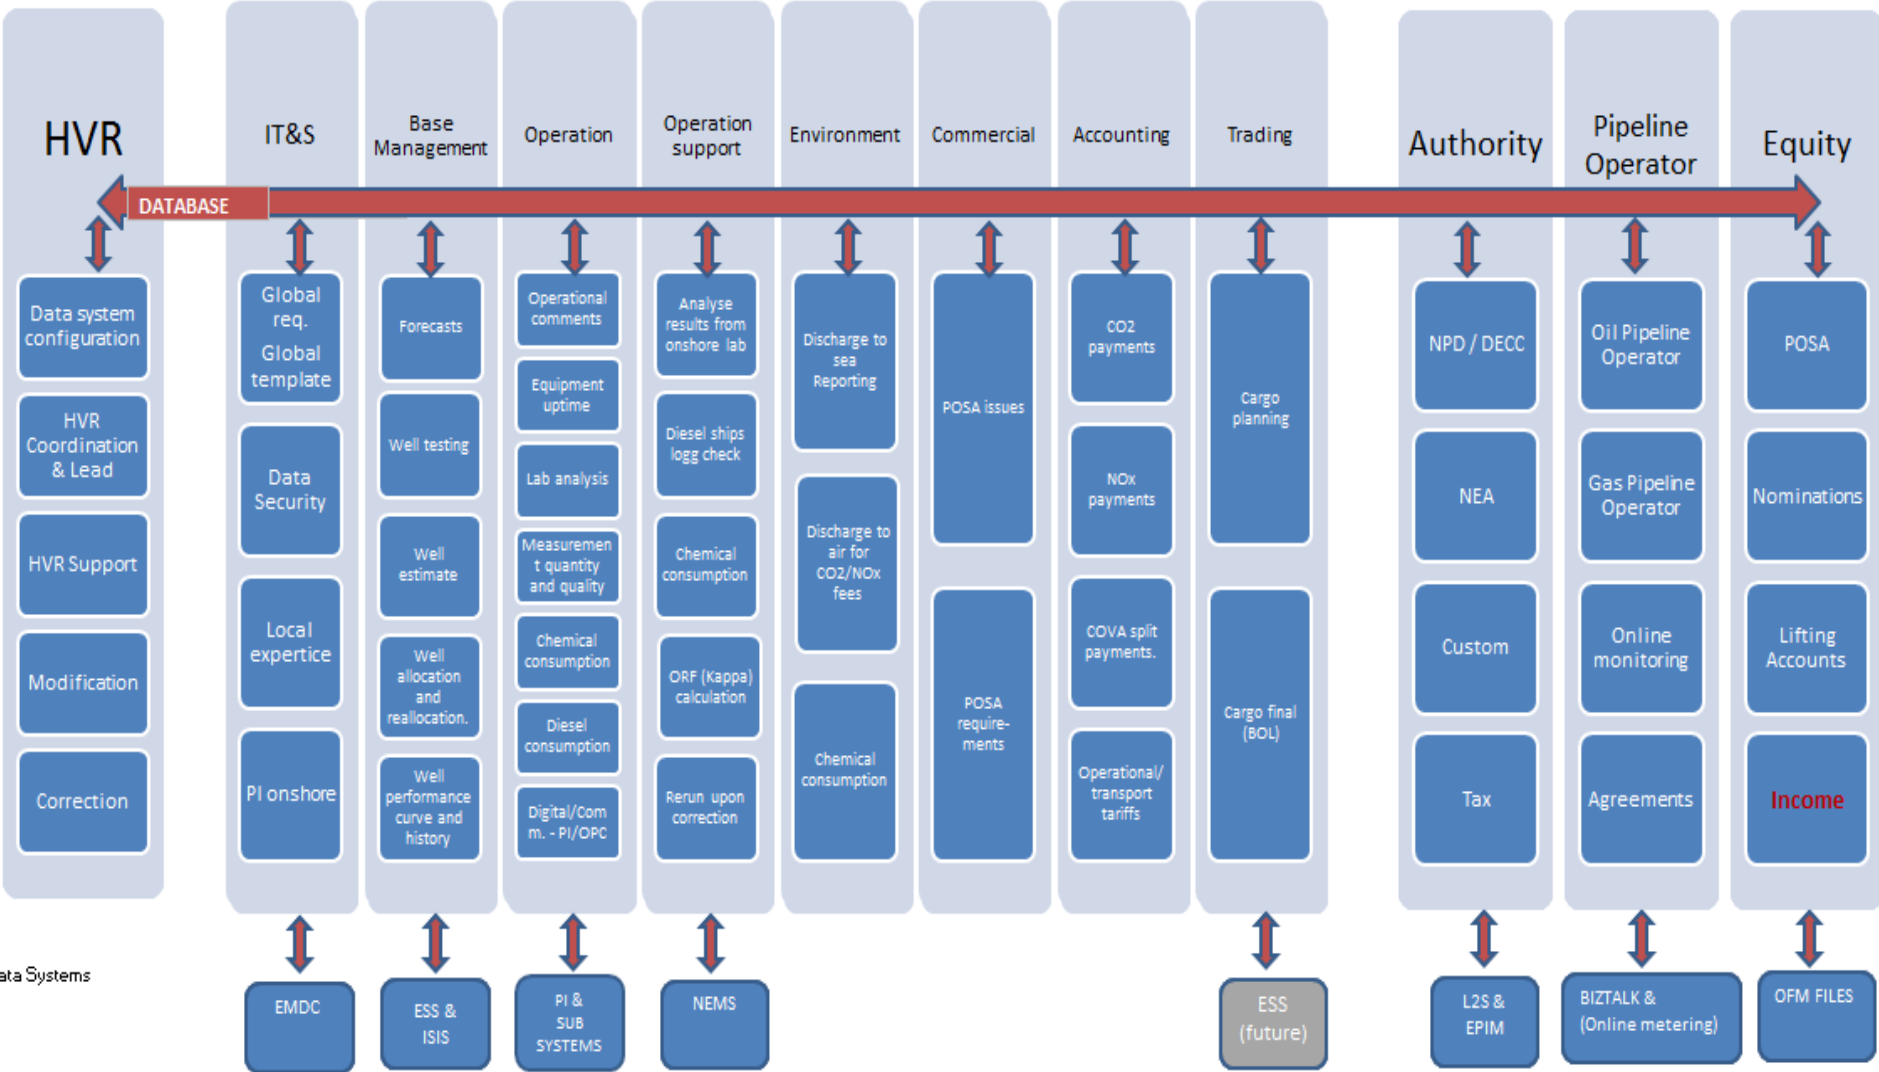 HVR
IT&S
Base
Management
Operation
Operation
support
Environment
Commercial
Accounting
Trading
Authority
Pipeline
Operator
Equity
DATABASE
Data system
configuration
HVR
Coordination
& Lead
HVR Support
Modification
Correction
Global
req.
Global
template
Data
Security
Local
expertice
PI onshore
Forecasts
Well testing
Well
estimate
Well
allocation
and
reallocation.
Well
performance
curve and
history
Operational
comments
Equipment
uptime
Lab analysis
Measuremen
t quantity
and quality
Chemical
consumption
Diesel
consumption
Digital/Com
m. - PI/OPC
Analyse
results from
onshore lab
Diesel ships
logg check
Chemical
consumption
ORF (Kappa)
calculation
Rerun upon
correction
Discharge to
sea
Reporting
Discharge to
air for
CO2/NOx
fees
Chemical
consumption
POSA issues
POSA
require-
ments
CO2
payments
NOx
payments
COVA split
payments.
Operational/
transport
tariffs
Cargo
planning
Cargo final
(BOL)
NPD / DECC
NEA
Custom
Tax
Oil Pipeline
Operator
Gas Pipeline
Operator
Online
monitoring
Agreements
POSA
Nominations
Lifting
Accounts
Income
ata Systems
EMDC
ESS &
ISIS
PI &
SUB
SYSTEMS
NEMS
ESS
(future)
L2S &
EPIM
BIZTALK &
(Online metering)
OFM FILES